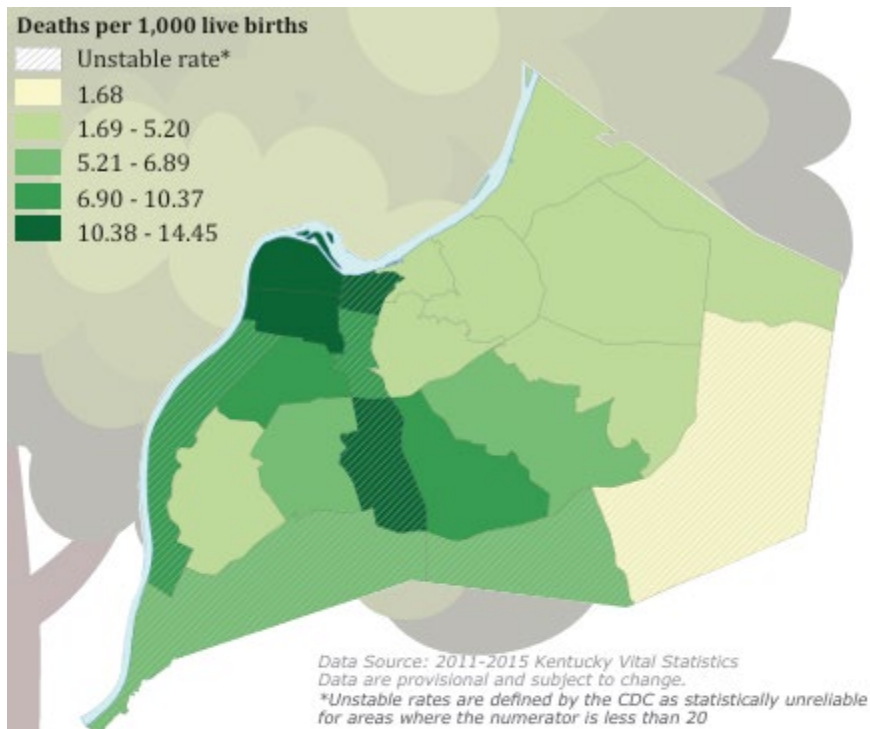 Deaths per 1,000 live births
Unstable rate*
1.68
1.69 - 5.20
5.21 - 6.89
6.90 - 10.37
10.38 - 14.45
Data Source: 2011-2015 Kentucky Vital Statistics
Data are provisional and subject to change.
*Unstable rates are defined by the CDC as statistically unreliable
for areas where the numerator is less than 20